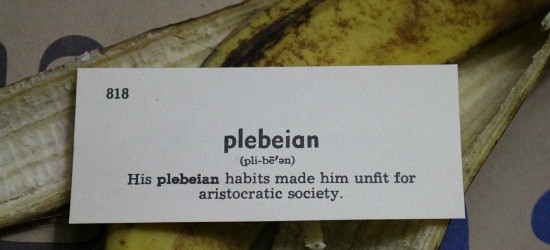 818
plebeian
(pli-bē′ən)
His plebeian habits made him unfit for
aristocratic society.